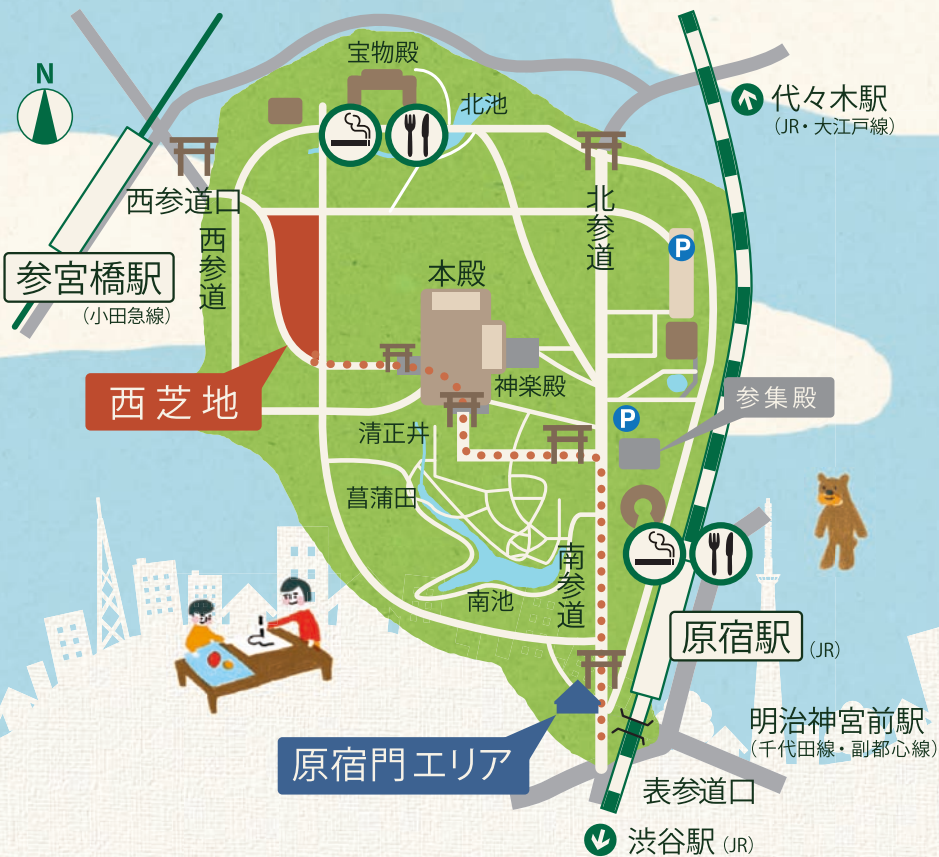 宝物殿
N
北池
代々木駅
(JR・大江戸線)
西参道口
北参道
西参道
P
参宮橋駅
(小田急線)
本殿
神楽殿
西芝地
参集殿
P
清正井
菖蒲田
南参道
南池
原宿駅
(JR)
明治神宮前駅
(千代田線・副都心線)
原宿門エリア
表参道口
渋谷駅 (JR)